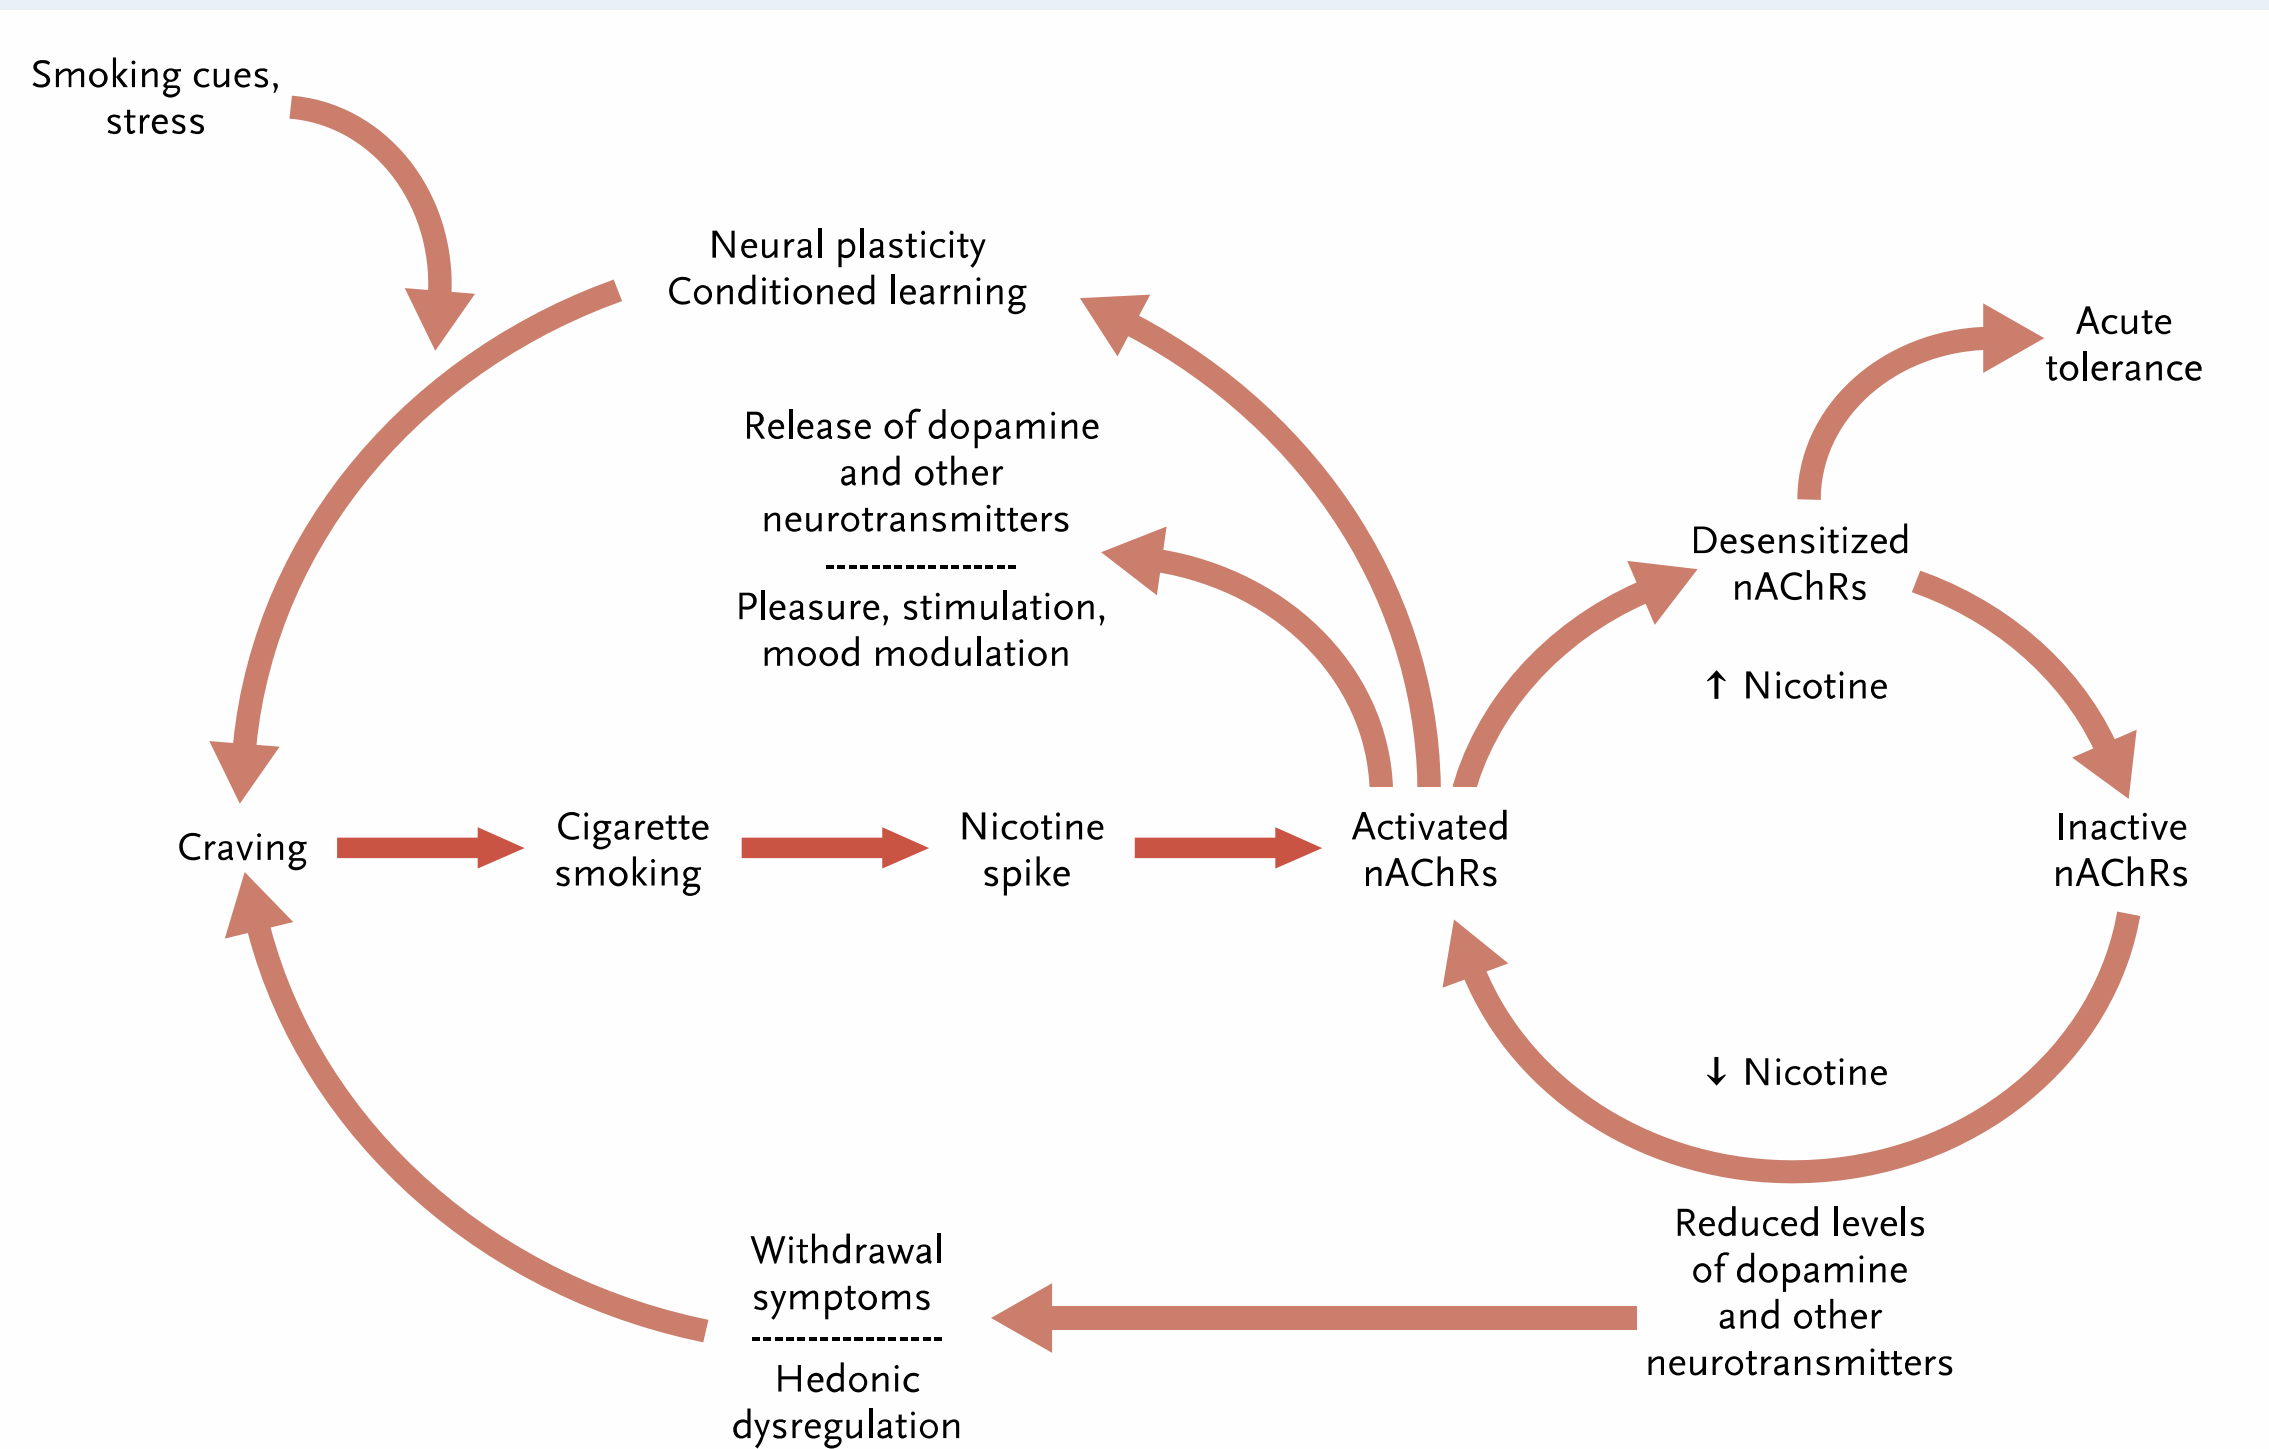 Smoking cues,
stress
Neural plasticity
Conditioned learning
Release of dopamine
and other
neurotransmitters
Pleasure, stimulation,
mood modulation
Acute
tolerance
Desensitized
nAChRs
↑ Nicotine
Craving
Cigarette
smoking
Nicotine
spike
Activated
nAChRs
Inactive
nAChRs
↓ Nicotine
Reduced levels
of dopamine
and other
neurotransmitters
Withdrawal
symptoms
Hedonic
dysregulation